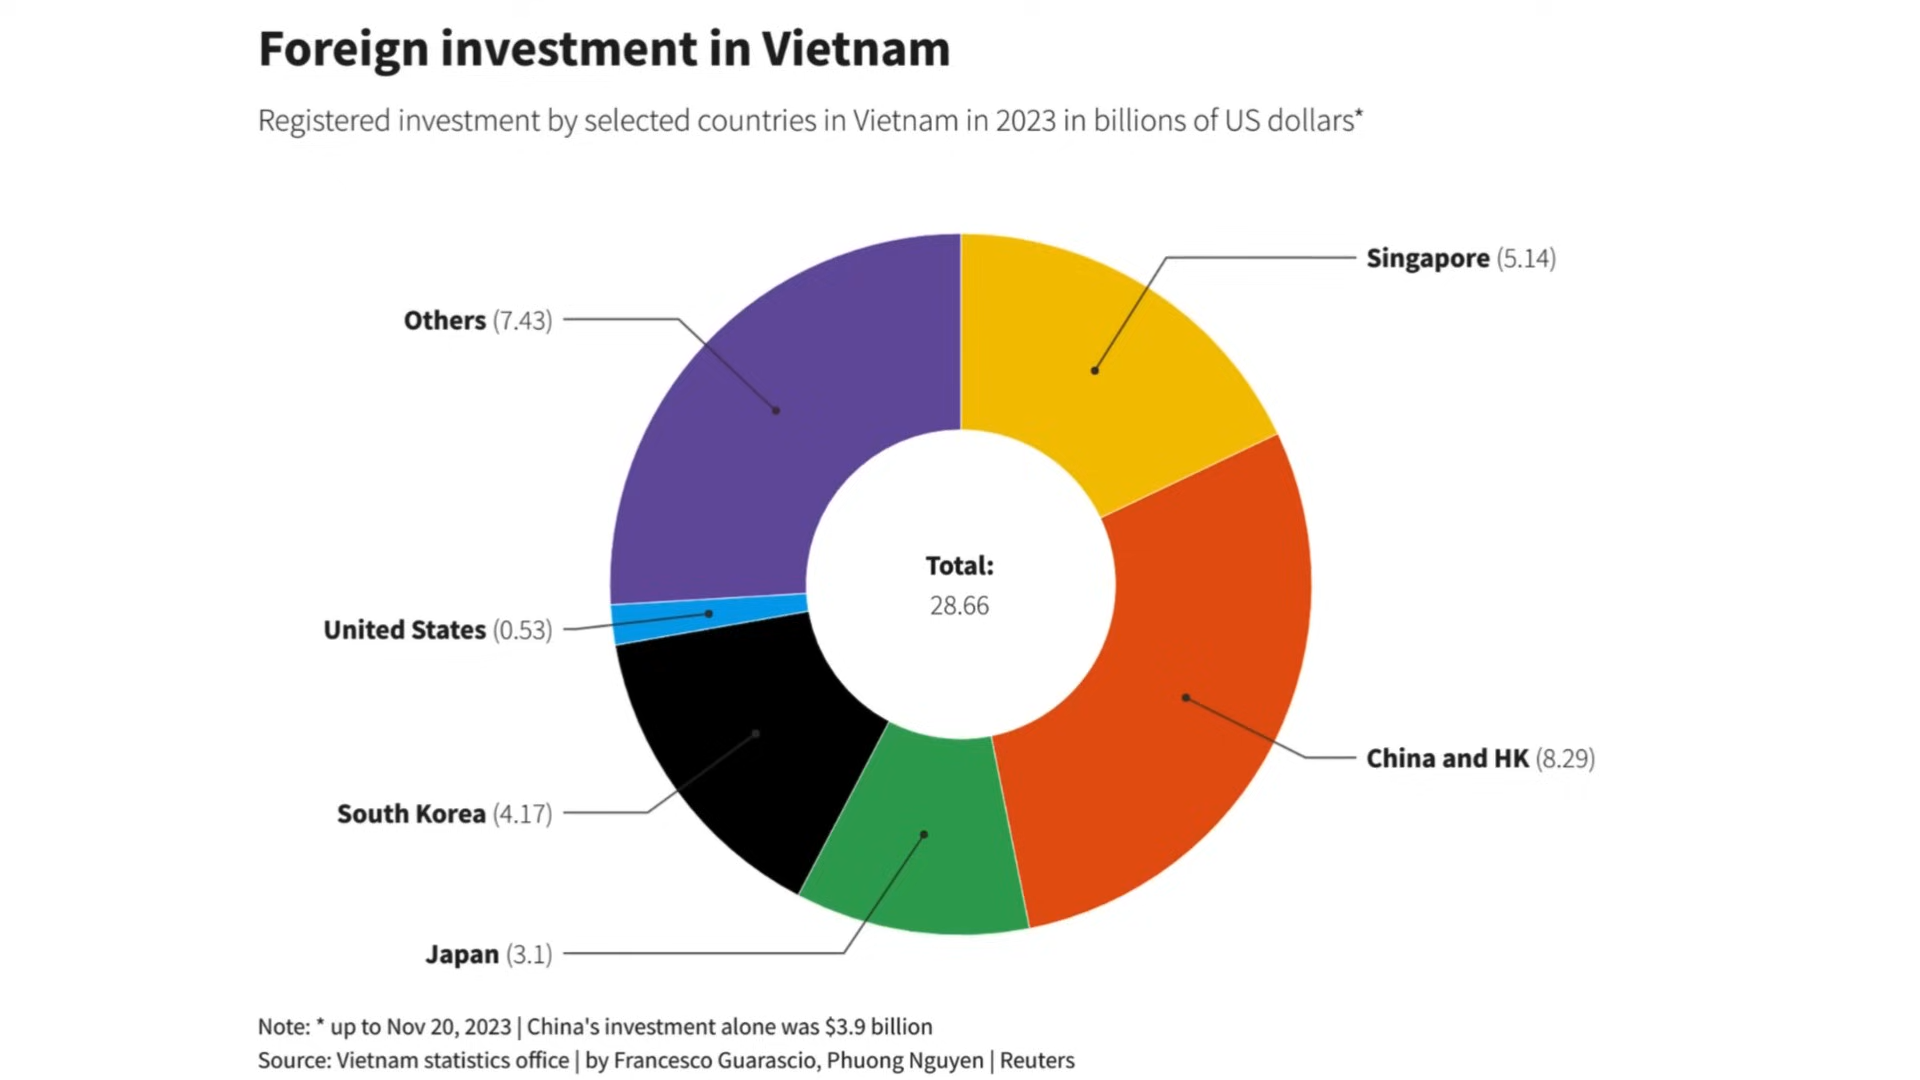 Foreign investment in Vietnam
Registered investment by selected countries in Vietnam in 2023 in billions of US dollars*
Singapore (5.14)
Others (7.43)
Total:
28.66
United States (0.53)
China and HK (8.29)
South Korea (4.17)
Japan (3.1)
Note: * up to Nov 20, 2023 | China's investment alone was $3.9 billion
Source: Vietnam statistics office | by Francesco Guarascio, Phuong Nguyen | Reuters